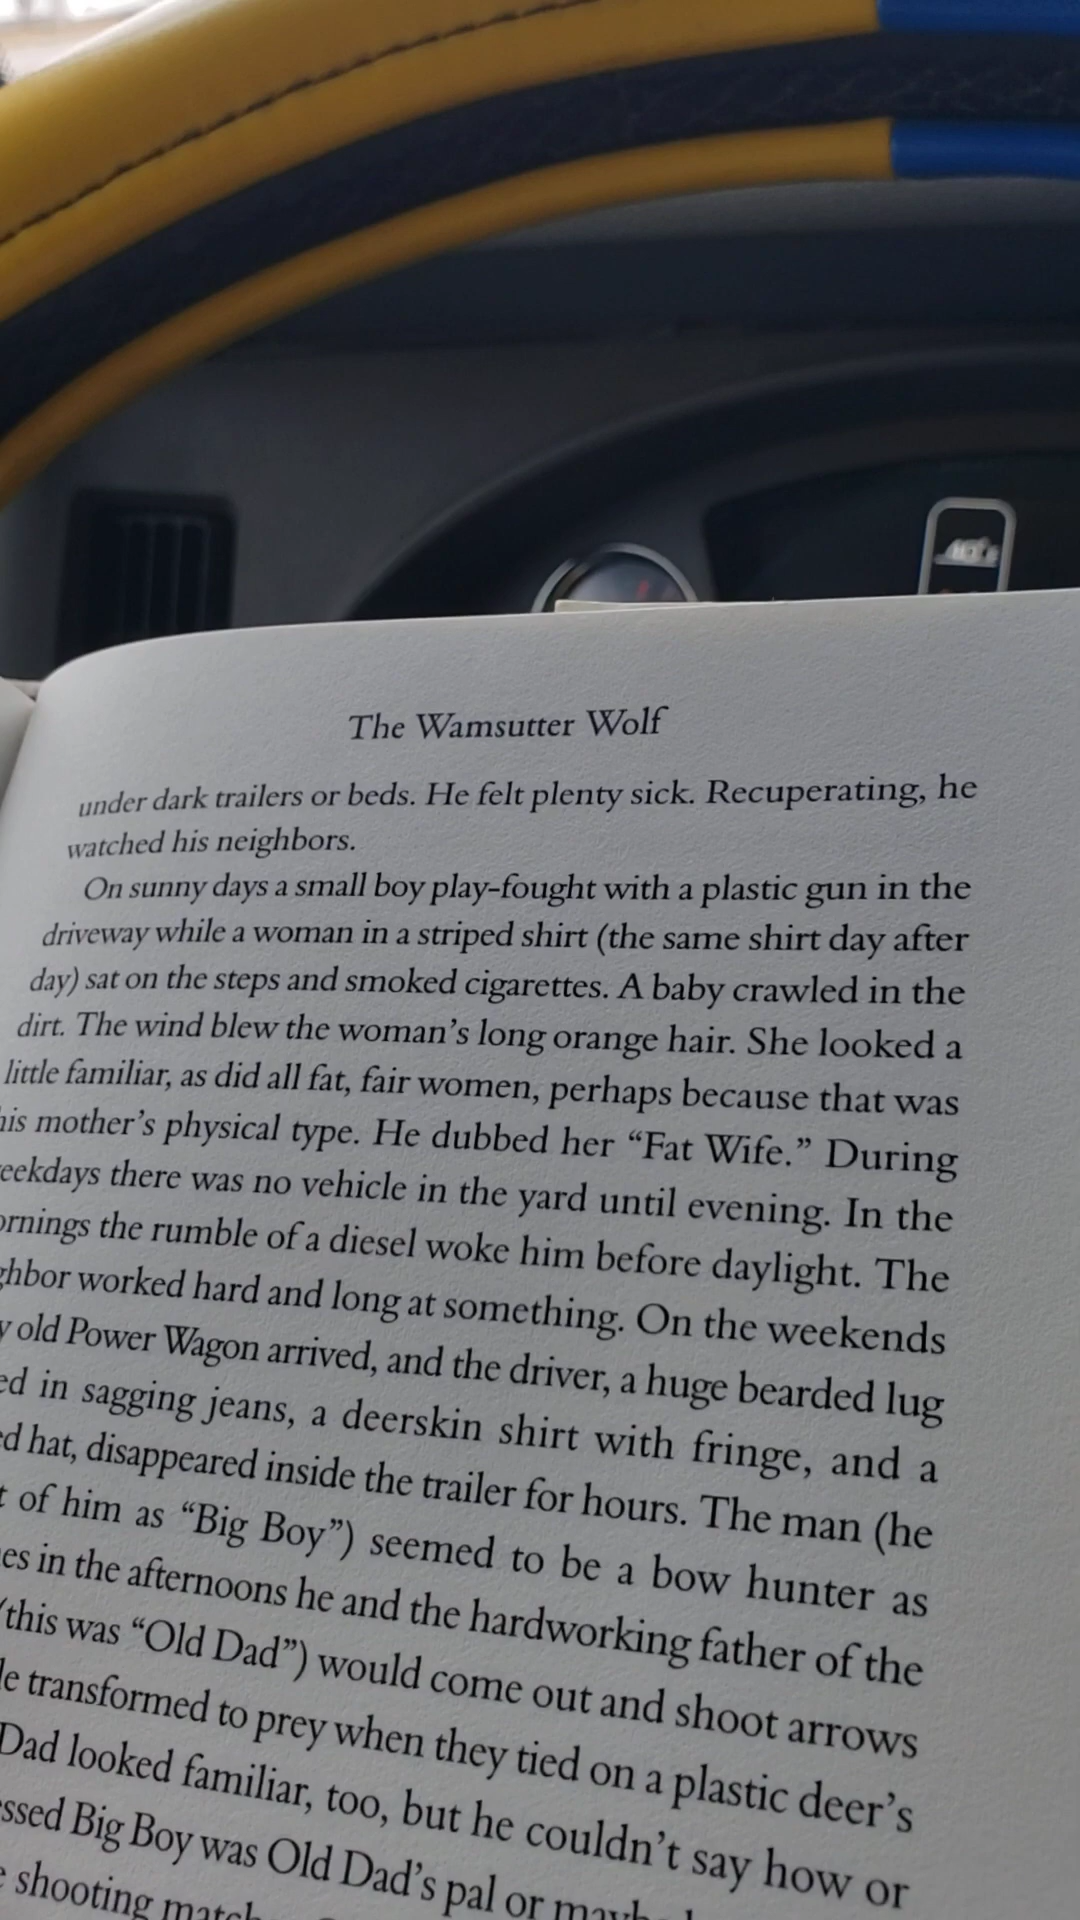 The Wamsutter Wolf
under dark trailers or beds. He felt plenty sick. Recuperating, he
watched his neighbors.
On sunny days a small boy play-fought with a plastic gun in the
driveway while a woman in a striped shirt (the same shirt day after
day) sat on the steps and smoked cigarettes. A baby crawled in the
dirt. The wind blew the woman's long orange hair. She looked a
little familiar, as did all fat, fair women, perhaps because that was
his mother's physical type. He dubbed her “Fat Wife.” During
there was no vehicle in the yard until evening. In the
the rumble of a diesel woke him before daylight. The
worked hard and long at something. On the weekends
old Power Wagon arrived, and the driver, a huge bearded lug
in sagging jeans, a deerskin shirt with fringe, and a
hat, disappeared inside the trailer for hours. The man (he
of him as “Big Boy”) seemed to be a bow hunter as
in the afternoons he and the hardworking father of the
(this was “Old Dad”) would come out and shoot arrows
transformed to prey when they tied on a plastic deer's
Dad looked familiar, too, but he couldn't say how or
Big Boy was Old Dad's pal or
shooting